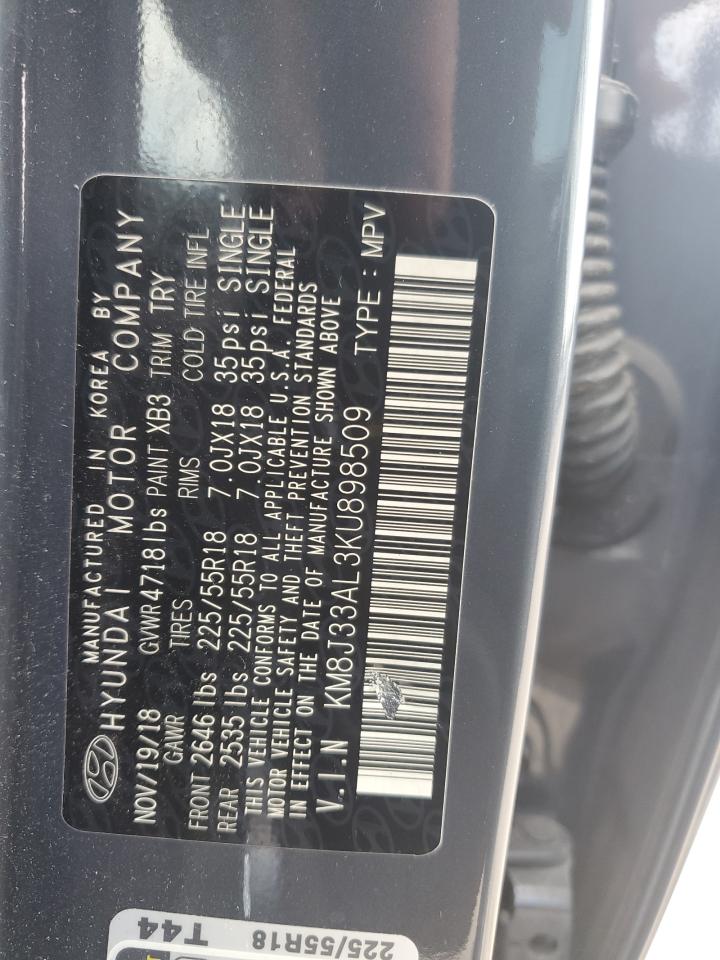 MANUFACTURED IN KOREA BY
HYUNDAI MOTOR COMPANY
NOV/19/18 GVWR4718lbs PAINT XB3 TRIM TRY
GAWR TIRES RIMS COLD TIRE INFL
FRONT 2646 lbs 225/55R18 7.0JX18 35psi SINGLE
REAR 2535 lbs 225/55R18 7.0JX18 35psi SINGLE
THIS VEHICLE CONFORMS TO ALL APPLICABLE U.S.A. FEDERAL
MOTOR VEHICLE SAFETY AND THEFT PREVENTION STANDARDS
IN EFFECT ON THE DATE OF MANUFACTURE SHOWN ABOVE
V.I.N KM8J33AL3KU898509 TYPE : MPV
T44
225/55R18